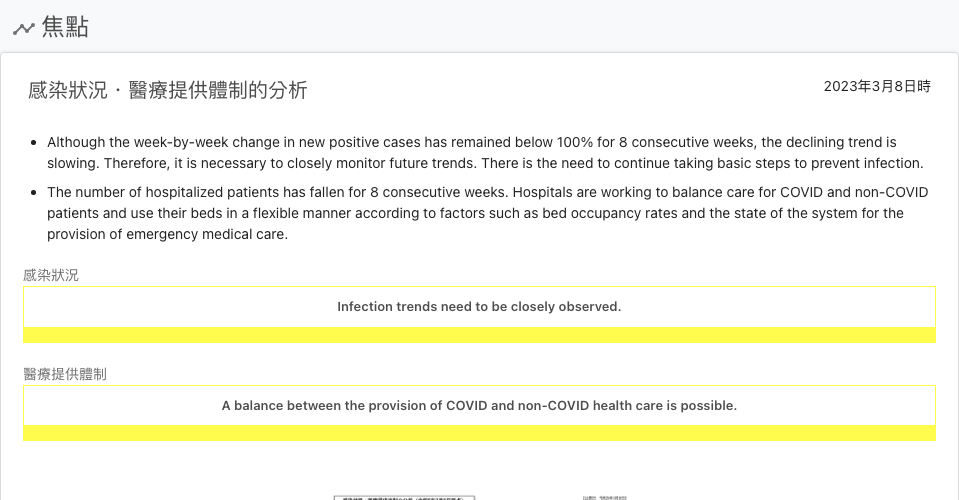 焦點
感染狀況・醫療提供體制的分析
2023年3月8日時
Although the week-by-week change in new positive cases has remained below 100% for 8 consecutive weeks, the declining trend is
slowing. Therefore, it is necessary to closely monitor future trends. There is the need to continue taking basic steps to prevent infection.
The number of hospitalized patients has fallen for 8 consecutive weeks. Hospitals are working to balance care for COVID and non-COVID
patients and use their beds in a flexible manner according to factors such as bed occupancy rates and the state of the system for the
provision of emergency medical care.
感染狀況
Infection trends need to be closely observed.
醫療提供體制
A balance between the provision of COVID and non-COVID health care is possible.